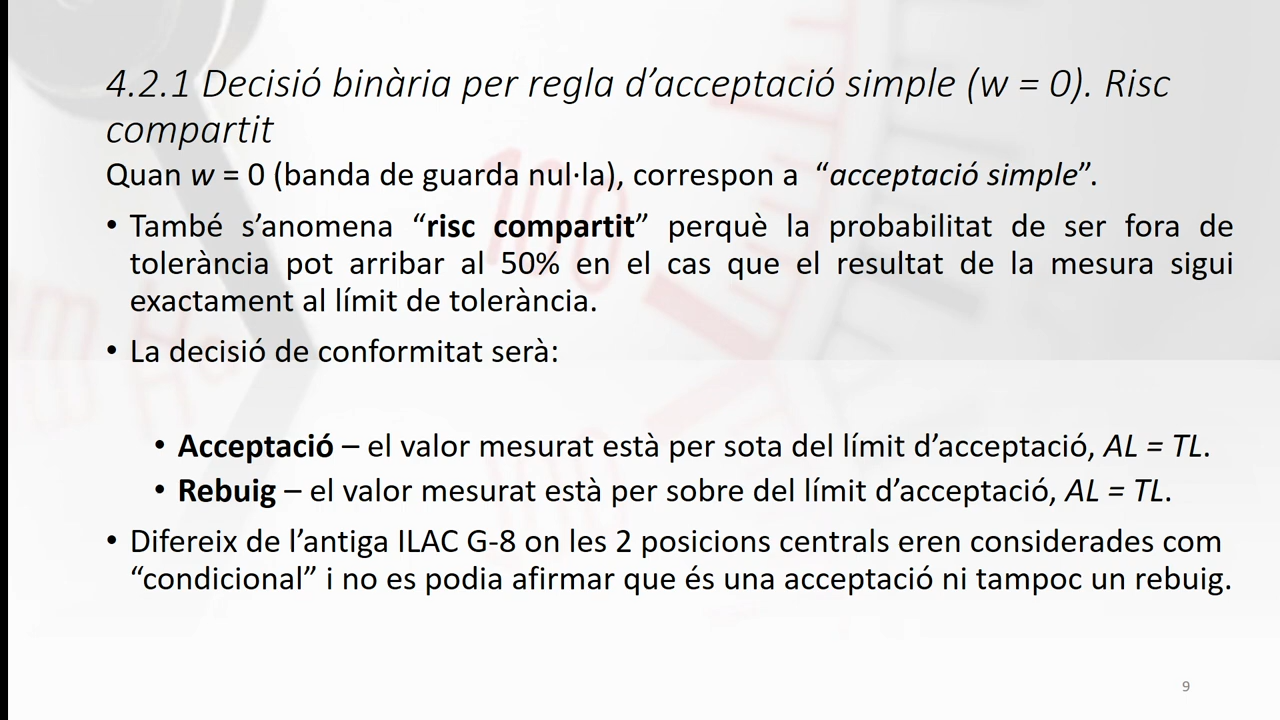 4.2.1 Decisió binària per regla d’acceptació simple (w = 0). Risc
compartit
Quan w = 0 (banda de guarda nul·la), correspon a “acceptació simple”.
• També s’anomena “risc compartit” perquè la probabilitat de ser fora de
tolerància pot arribar al 50% en el cas que el resultat de la mesura sigui
exactament al límit de tolerància.
• La decisió de conformitat serà:
• Acceptació – el valor mesurat està per sota del límit d’acceptació, AL = TL.
• Rebuig – el valor mesurat està per sobre del límit d’acceptació, AL = TL.
• Difereix de l’antiga ILAC G-8 on les 2 posicions centrals eren considerades com
“condicional” i no es podia afirmar que és una acceptació ni tampoc un rebuig.
9
100